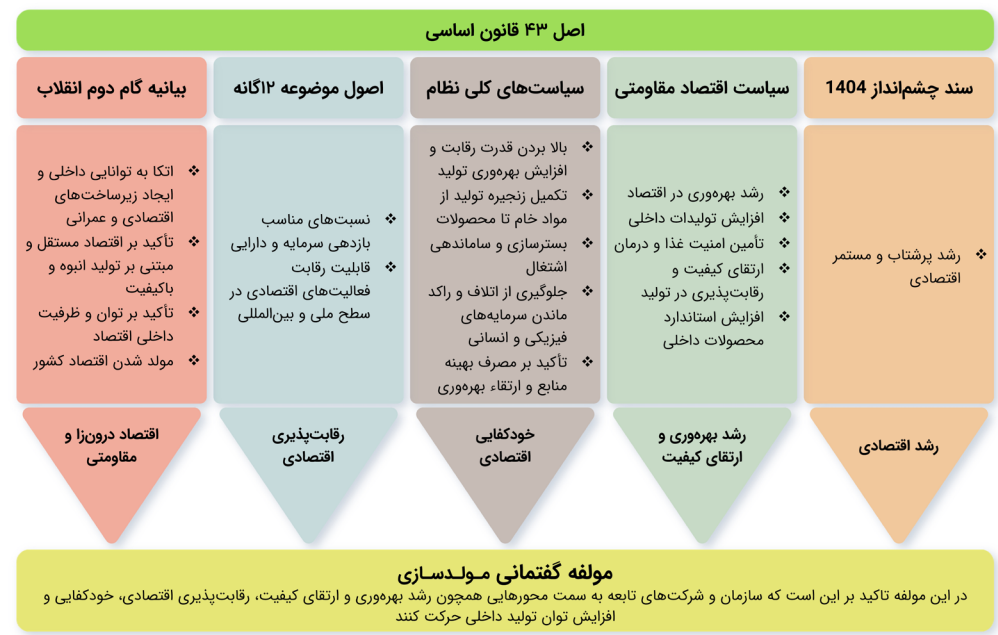 اصل ۴۳ قانون اساسی
سند چشم‌انداز 1404
سیاست اقتصاد مقاومتی
سیاست‌های کلی نظام
اصول موضوعه ۱۲گانه
بیانیه گام دوم انقلاب
❖ رشد پرشتاب و مستمر
اقتصادی
❖ رشد بهره‌وری در اقتصاد
❖ افزایش تولیدات داخلی
❖ تأمین امنیت غذا و درمان
❖ ارتقای کیفیت و
رقابت‌پذیری در تولید
❖ افزایش استاندارد
محصولات داخلی
❖ بالا بردن قدرت رقابت و
افزایش بهره‌وری تولید
❖ تکمیل زنجیره تولید از
مواد خام تا محصولات
❖ بسترسازی و ساماندهی
اشتغال
❖ جلوگیری از اتلاف و راکد
ماندن سرمایه‌های
فیزیکی و انسانی
❖ تأکید بر مصرف بهینه
منابع و ارتقاء بهره‌وری
❖ نسبت‌های مناسب
بازدهی سرمایه و دارایی
❖ قابلیت رقابت
فعالیت‌های اقتصادی در
سطح ملی و بین‌المللی
❖ اتکا به توانایی داخلی و
ایجاد زیرساخت‌های
اقتصادی و عمرانی
❖ تأکید بر اقتصاد مستقل و
مبتنی بر تولید انبوه و
باکیفیت
❖ تأکید بر توان و ظرفیت
داخلی اقتصاد
❖ مولد شدن اقتصاد کشور
رشد اقتصادی
رشد بهره‌وری و
ارتقای کیفیت
خودکفایی
اقتصادی
رقابت‌پذیری
اقتصادی
اقتصاد درون‌زا و
مقاومتی
مولفه گفتمانی مـولـدسـازی
در این مولفه تاکید بر این است که سازمان و شرکت‌های تابعه به سمت محورهایی همچون رشد بهره‌وری و ارتقای کیفیت، رقابت‌پذیری اقتصادی، خودکفایی و
افزایش توان تولید داخلی حرکت کنند